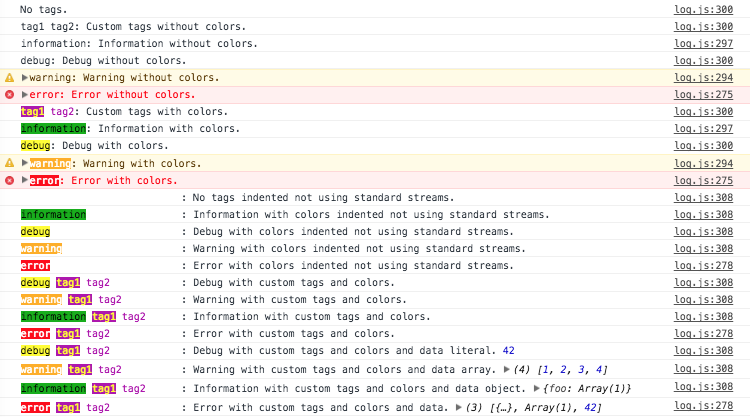 No tags. log.js:300
tag1 tag2: Custom tags without colors. log.js:300
information: Information without colors. log.js:297
debug: Debug without colors. log.js:300
▶warning: Warning without colors. log.js:294
▶error: Error without colors. log.js:275
tag1 tag2: Custom tags with colors. log.js:300
information: Information with colors. log.js:297
debug: Debug with colors. log.js:300
▶warning: Warning with colors. log.js:294
▶error: Error with colors. log.js:275
: No tags indented not using standard streams. log.js:308
information : Information with colors indented not using standard streams. log.js:308
debug : Debug with colors indented not using standard streams. log.js:308
warning : Warning with colors indented not using standard streams. log.js:308
error : Error with colors indented not using standard streams. log.js:278
debug tag1 tag2 : Debug with custom tags and colors. log.js:308
warning tag1 tag2 : Warning with custom tags and colors. log.js:308
information tag1 tag2 : Information with custom tags and colors. log.js:308
error tag1 tag2 : Error with custom tags and colors. log.js:278
debug tag1 tag2 : Debug with custom tags and colors and data literal. 42 log.js:308
warning tag1 tag2 : Warning with custom tags and colors and data array. ▶(4) [1, 2, 3, 4] log.js:308
information tag1 tag2 : Information with custom tags and colors and data object. ▶{foo: Array(1)} log.js:308
error tag1 tag2 : Error with custom tags and colors and data. ▶(3) [{…}, Array(1), 42] log.js:278